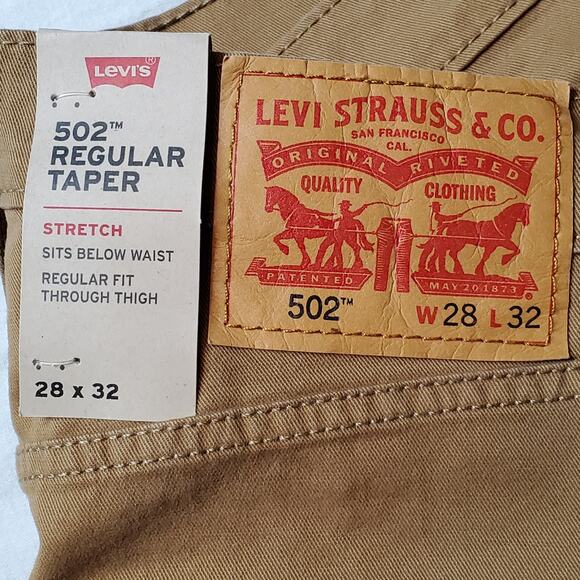 LEVI'S®
502™
REGULAR
TAPER
STRETCH
SITS BELOW WAIST
REGULAR FIT
THROUGH THIGH
28 x 32
LEVI STRAUSS & CO.
SAN FRANCISCO
CAL.
ORIGINAL RIVETED
QUALITY CLOTHING
PATENTED MAY 20 1873 ®
502™ W 28 L 32